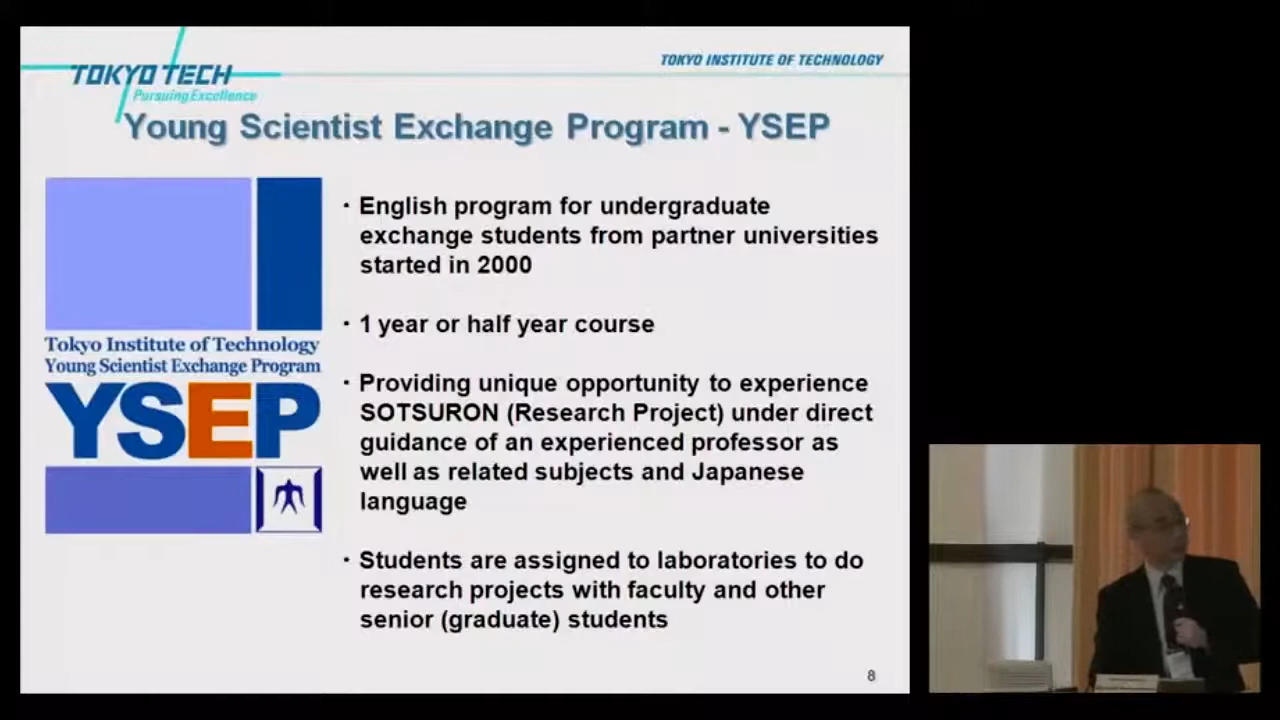 TOKYO TECH
Pursuing Excellence
TOKYO INSTITUTE OF TECHNOLOGY
Young Scientist Exchange Program - YSEP
Tokyo Institute of Technology
Young Scientist Exchange Program
YSEP
· English program for undergraduate
exchange students from partner universities
started in 2000
· 1 year or half year course
· Providing unique opportunity to experience
SOTSURON (Research Project) under direct
guidance of an experienced professor as
well as related subjects and Japanese
language
· Students are assigned to laboratories to do
research projects with faculty and other
senior (graduate) students
8